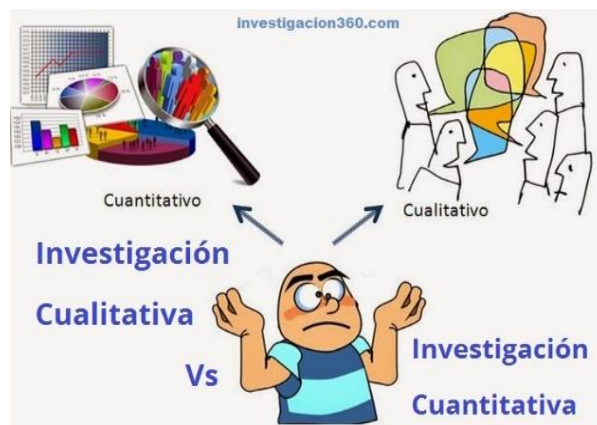 investigacion360.com
Cuantitativo
Cualitativo
Investigación
Cualitativa
Vs
Investigación
Cuantitativa